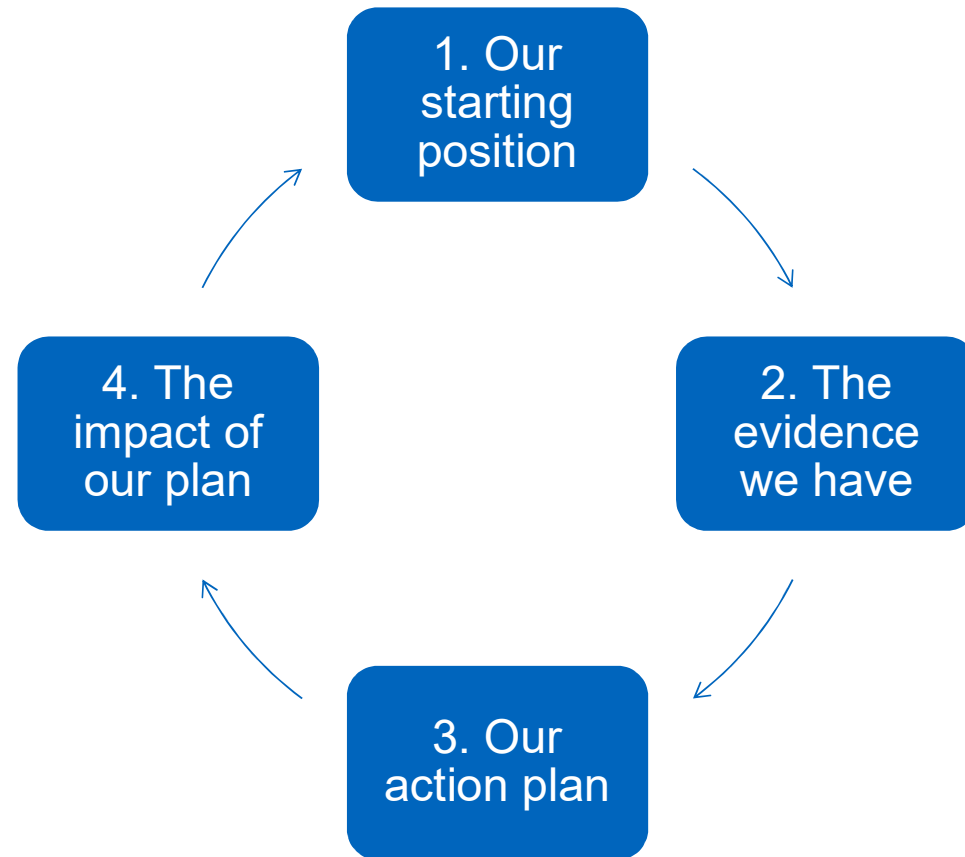 1. Our
starting
position
2. The
evidence
we have
3. Our
action plan
4. The
impact of
our plan